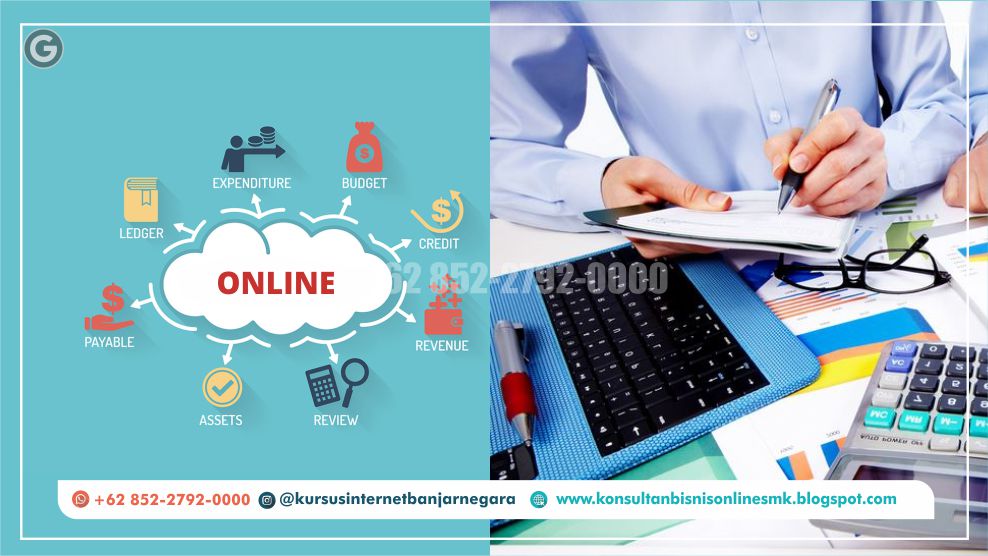 G
EXPENDITURE
BUDGET
LEDGER
CREDIT
ONLINE
62 852-2792-0000
PAYABLE
REVENUE
ASSETS
REVIEW
+62 852-2792-0000 @kursusinternetbanjarnegara www.konsultanbisnisonlinesmk.blogspot.com